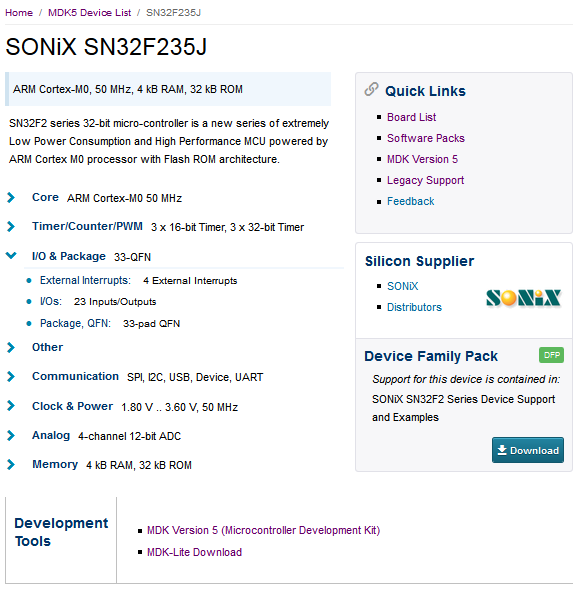 Home / MDK5 Device List / SN32F235J
SONiX SN32F235J
ARM Cortex-M0, 50 MHz, 4 kB RAM, 32 kB ROM
SN32F2 series 32-bit micro-controller is a new series of extremely
Low Power Consumption and High Performance MCU powered by
ARM Cortex M0 processor with Flash ROM architecture.
Core ARM Cortex-M0 50 MHz
Timer/Counter/PWM 3 x 16-bit Timer, 3 x 32-bit Timer
I/O & Package 33-QFN
External Interrupts: 4 External Interrupts
I/Os: 23 Inputs/Outputs
Package, QFN: 33-pad QFN
Other
Communication SPI, I2C, USB, Device, UART
Clock & Power 1.80 V .. 3.60 V, 50 MHz
Analog 4-channel 12-bit ADC
Memory 4 kB RAM, 32 kB ROM
Quick Links
Board List
Software Packs
MDK Version 5
Legacy Support
Feedback
Silicon Supplier
SONiX
Distributors
SONiX
Device Family Pack DFP
Support for this device is contained in:
SONiX SN32F2 Series Device Support
and Examples
Download
Development
Tools
MDK Version 5 (Microcontroller Development Kit)
MDK-Lite Download